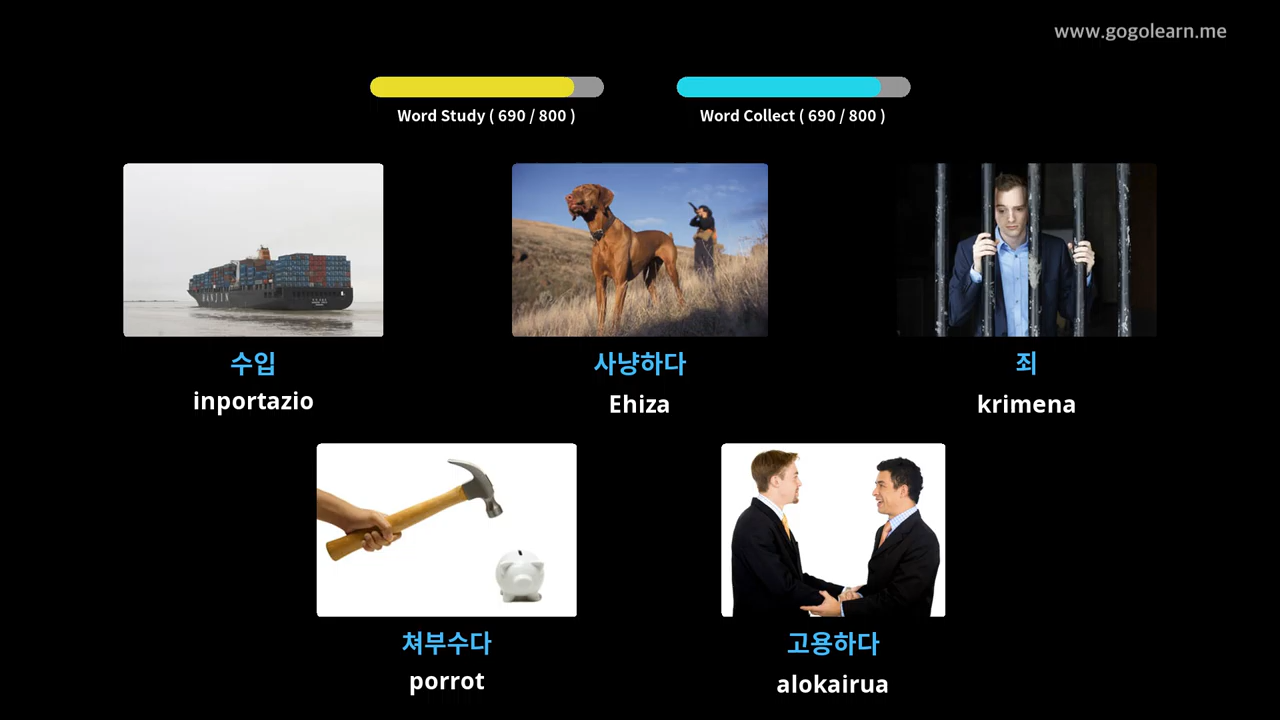 www.gogolearn.me
Word Study ( 690 / 800 )
Word Collect ( 690 / 800 )
HANJIN
수입
사냥하다
죄
inportazio
Ehiza
krimena
쳐부수다
고용하다
porrot
alokairua